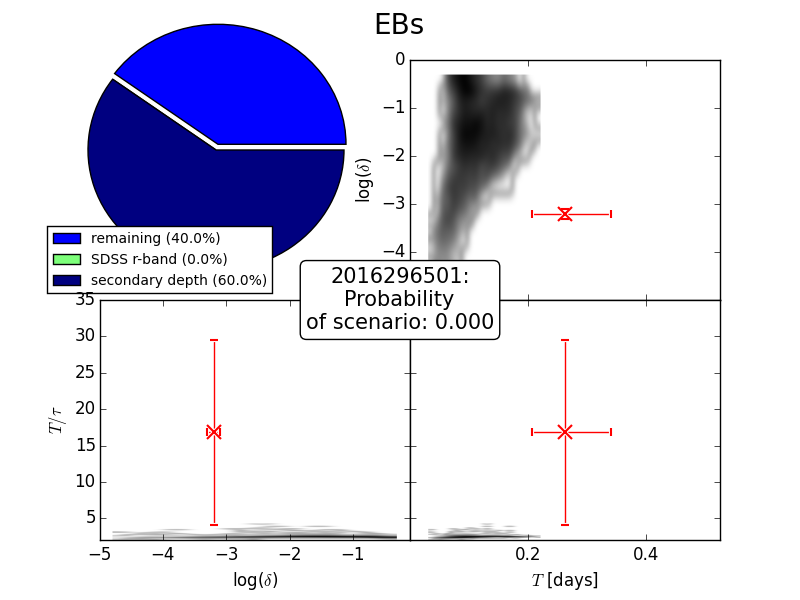 EBs
remaining (40.0%)
SDSS r-band (0.0%)
secondary depth (60.0%)
0
−1
−2
−3
−4
log(δ)
2016296501:
Probability
of scenario: 0.000
35
30
25
20
15
10
5
T/τ
−5 −4 −3 −2 −1
log(δ)
0.2 0.4
T [days]